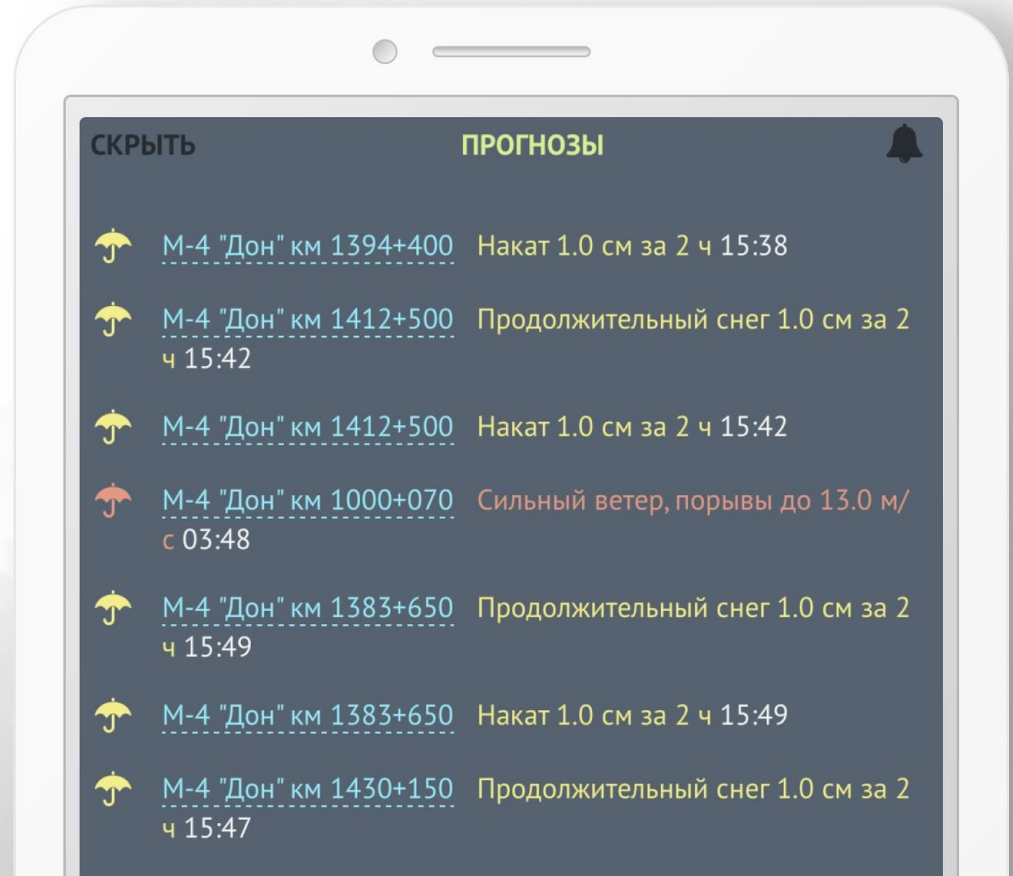 СКРЫТЬ ПРОГНОЗЫ
М-4 "Дон" км 1394+400 Накат 1.0 см за 2 ч 15:38
М-4 "Дон" км 1412+500 Продолжительный снег 1.0 см за 2
ч 15:42
М-4 "Дон" км 1412+500 Накат 1.0 см за 2 ч 15:42
М-4 "Дон" км 1000+070 Сильный ветер, порывы до 13.0 м/
с 03:48
М-4 "Дон" км 1383+650 Продолжительный снег 1.0 см за 2
ч 15:49
М-4 "Дон" км 1383+650 Накат 1.0 см за 2 ч 15:49
М-4 "Дон" км 1430+150 Продолжительный снег 1.0 см за 2
ч 15:47